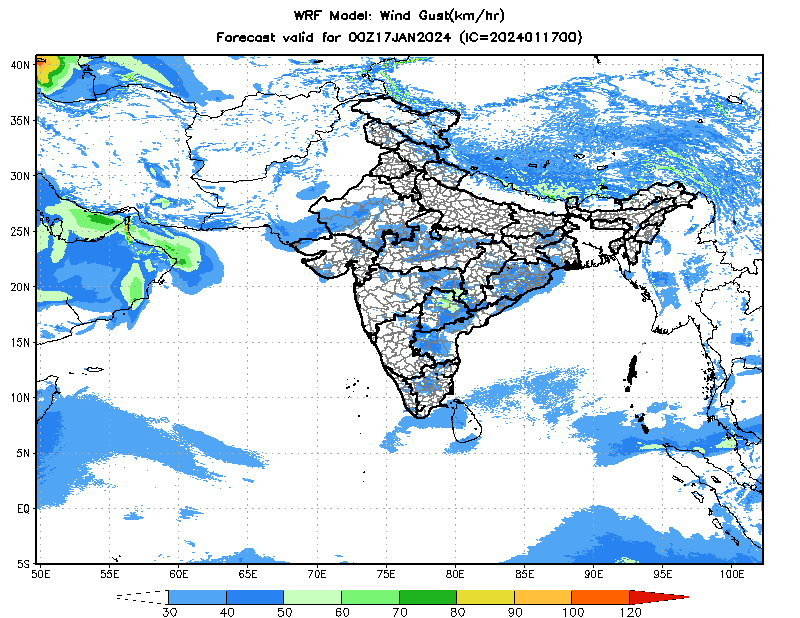 WRF Model: Wind Gust(km/hr)
Forecast valid for 00Z17JAN2024 (IC=2024011700)
40N
35N
30N
25N
20N
15N
10N
5N
EQ
5S
50E 55E 60E 65E 70E 75E 80E 85E 90E 95E 100E
30 40 50 60 70 80 90 100 120